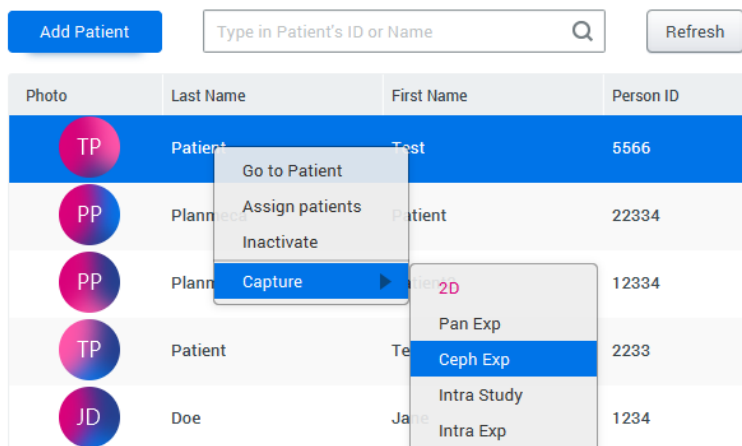 Add Patient Type in Patient's ID or Name Refresh
Photo Last Name First Name Person ID
TP Patient Test 5566
Go to Patient
PP Planmeca Patient 22334
Assign patients
Inactivate
PP 12334
Capture
2D
Pan Exp
TP Patient 2233
Ceph Exp
Intra Study
JD Doe Jane 1234
Intra Exp